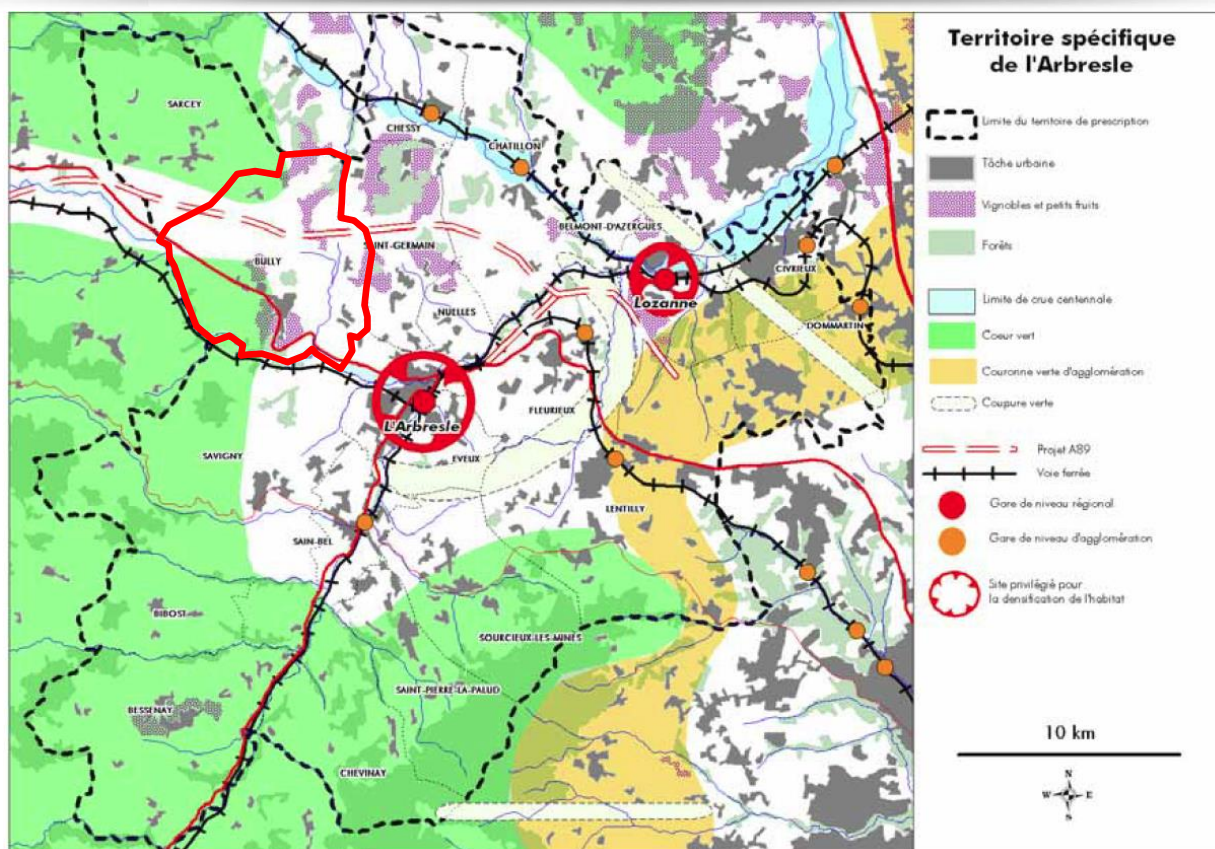 Territoire spécifique
de l'Arbresle
Limite du territoire de prescription
Tâche urbaine
Vignobles et petits fruits
Forêts
Limite de crue centennale
Coeur vert
Couronne verte d'agglomération
Coupure verte
Projet A89
Voie ferrée
Gare de niveau régional
Gare de niveau d'agglomération
Site privilégié pour
la densification de l'habitat
10 km
N
W E
S
SARCEY
CHESSY
CHATILLON
BELMONT-D'AZERGUES
SAINT-GERMAIN
BULLY
CIVRIEUX
Lozanne
NUELLES
DOMMARTIN
L'Arbresle
FLEURIEUX
SAVIGNY
EVEUX
LENTILLY
SAIN-BEL
BIBOST
SOURCIEUX-LES-MINES
SAINT-PIERRE-LA-PALUD
BESSENAY
CHEVINAY